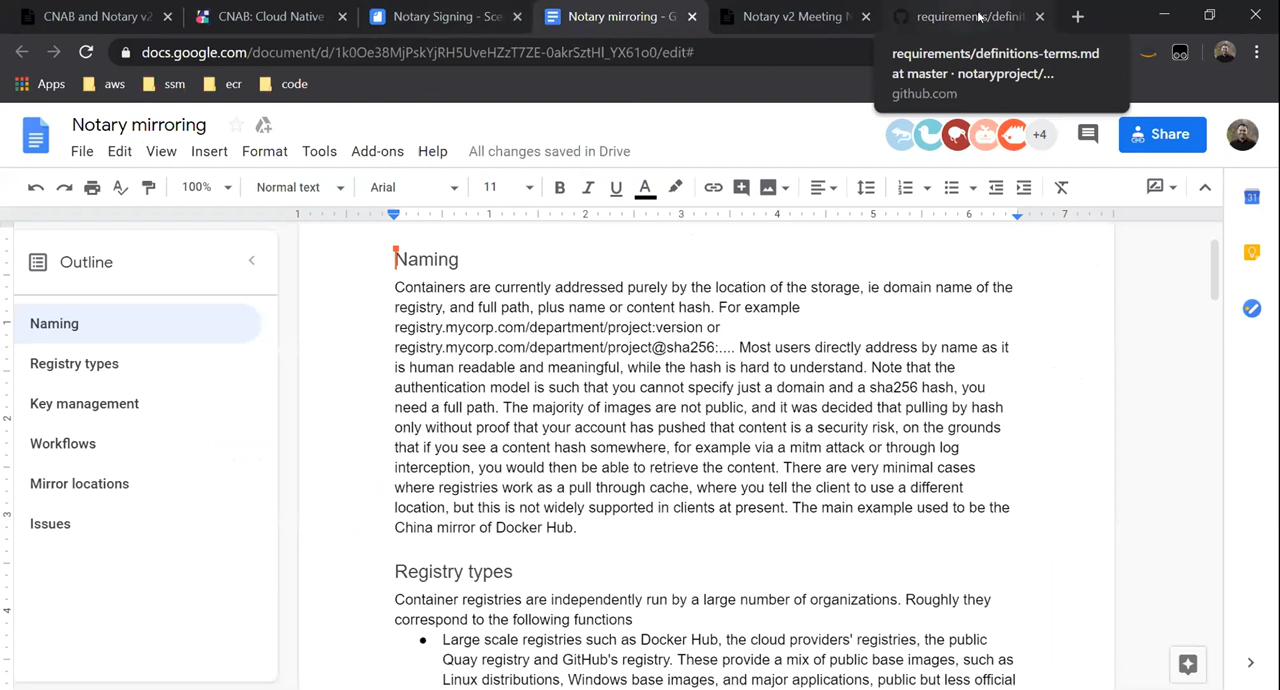 CNAB and Notary v2
CNAB: Cloud Native
Notary Signing - Sce
Notary mirroring - G
Notary v2 Meeting N
requirements/definit
docs.google.com/document/d/1k0Oe38MjPskYjRH5UveHZzT7ZE-0akrSztHl_YX61o0/edit#
requirements/definitions-terms.md
at master · notaryproject/...
github.com
Apps
aws
ssm
ecr
code
Notary mirroring
+4
Share
File Edit View Insert Format Tools Add-ons Help All changes saved in Drive
100% Normal text Arial 11 B I U A
1 1 2 3 4 5 6 7
31
Outline
Naming
Registry types
Key management
Workflows
Mirror locations
Issues
1
2
3
4
Naming
Containers are currently addressed purely by the location of the storage, ie domain name of the
registry, and full path, plus name or content hash. For example
registry.mycorp.com/department/project:version or
registry.mycorp.com/department/project@sha256:.... Most users directly address by name as it
is human readable and meaningful, while the hash is hard to understand. Note that the
authentication model is such that you cannot specify just a domain and a sha256 hash, you
need a full path. The majority of images are not public, and it was decided that pulling by hash
only without proof that your account has pushed that content is a security risk, on the grounds
that if you see a content hash somewhere, for example via a mitm attack or through log
interception, you would then be able to retrieve the content. There are very minimal cases
where registries work as a pull through cache, where you tell the client to use a different
location, but this is not widely supported in clients at present. The main example used to be the
China mirror of Docker Hub.
Registry types
Container registries are independently run by a large number of organizations. Roughly they
correspond to the following functions
● Large scale registries such as Docker Hub, the cloud providers' registries, the public
Quay registry and GitHub's registry. These provide a mix of public base images, such as
Linux distributions, Windows base images, and major applications, public but less official